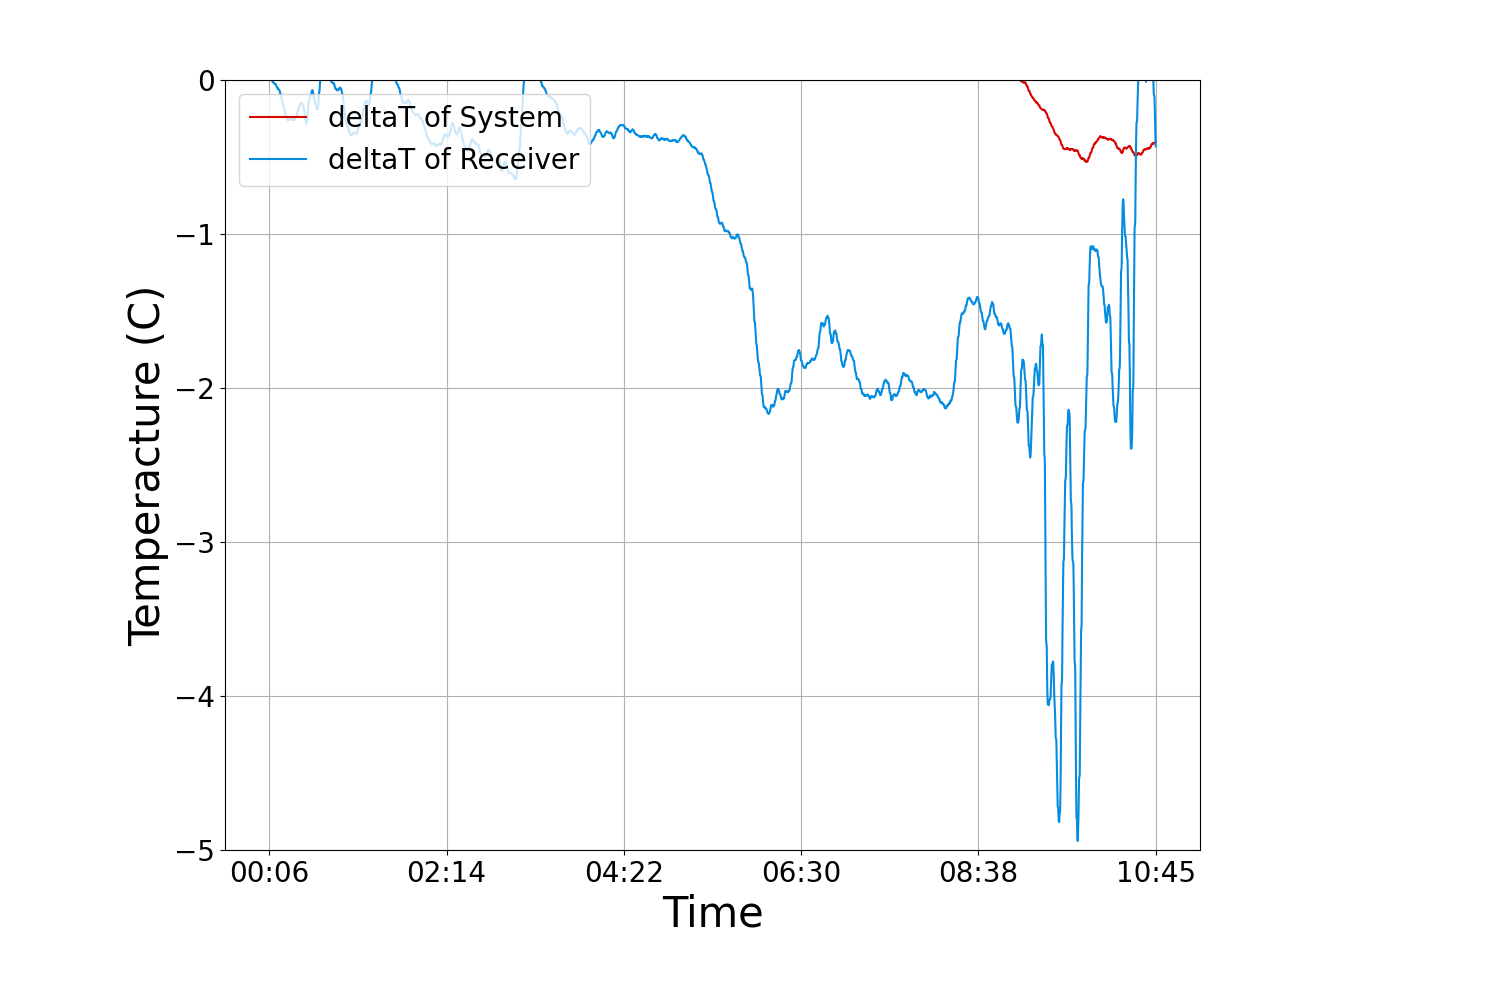 0
−1
−2
−3
−4
−5
Temperacture (C)
deltaT of System
deltaT of Receiver
00:06 02:14 04:22 06:30 08:38 10:45
Time